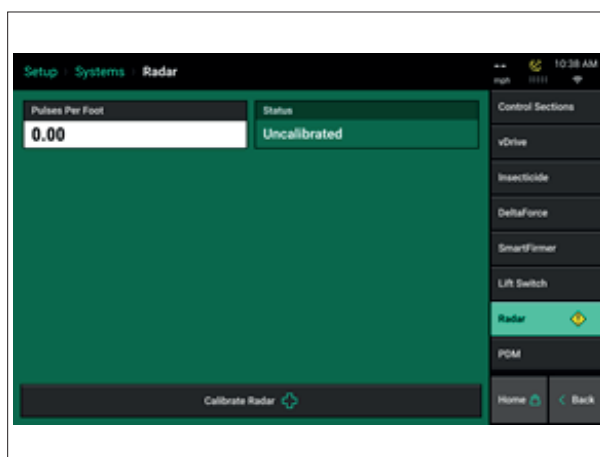 Setup Systems Radar
-- mph
10:38 AM
Pulses Per Foot
0.00
Status
Uncalibrated
Control Sections
vDrive
Insecticide
DeltaForce
SmartFirmer
Lift Switch
Radar
PDM
Calibrate Radar
Home
< Back